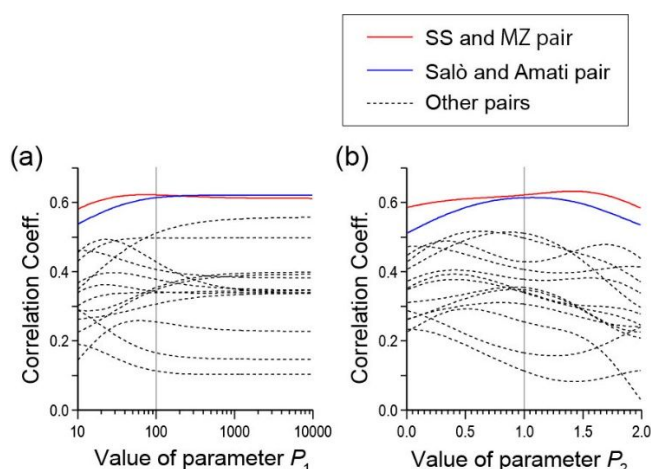 SS and MZ pair
Salò and Amati pair
Other pairs
(a)
(b)
Correlation Coeff.
0.6
0.4
0.2
0.0
10
100
1000
10000
Value of parameter P1
Correlation Coeff.
0.6
0.4
0.2
0.0
0.0
0.5
1.0
1.5
2.0
Value of parameter P2